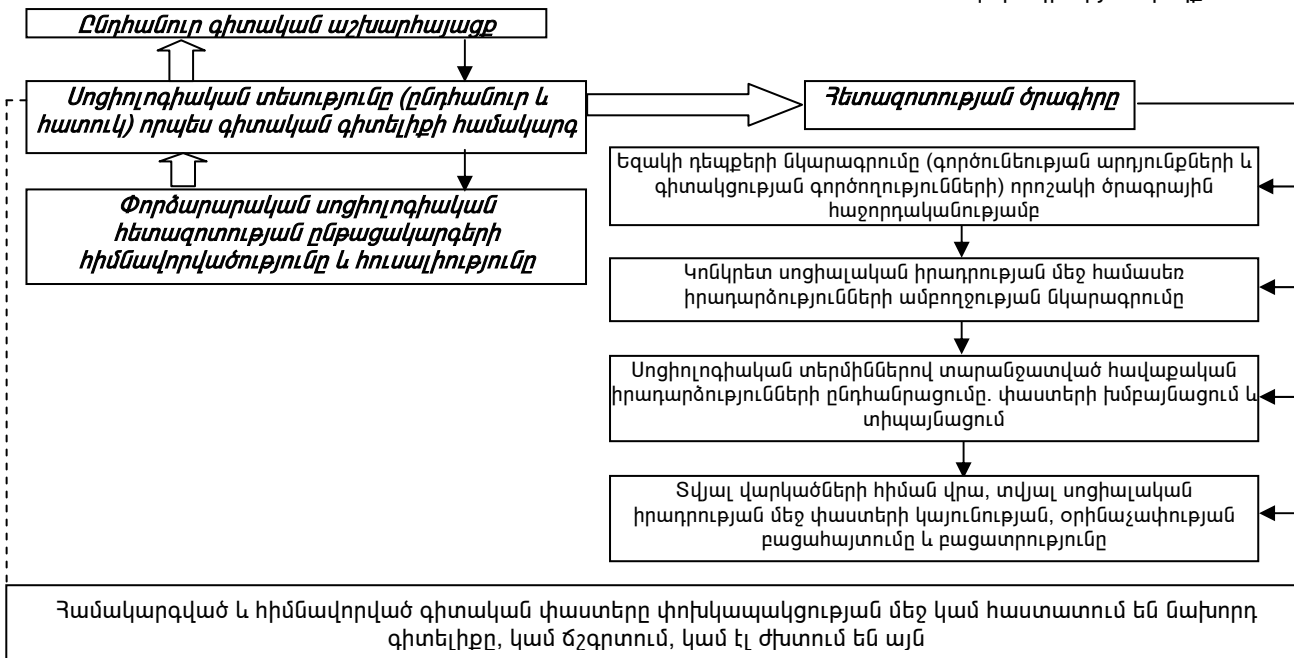 Ընդհանուր գիտական աշխարհայացք
Սոցիոլոգիական տեսությունը (ընդհանուր և
հատուկ) որպես գիտական գիտելիքի համակարգ
Փորձարարական սոցիոլոգիական
հետազոտության ընթացակարգերի
հիմնավորվածությունը և հուսալիությունը
Հետազոտության ծրագիրը
Եզակի դեպքերի նկարագրումը (գործունեության արդյունքների և
գիտակցության գործողությունների) որոշակի ծրագրային
հաջորդականությամբ
Կոնկրետ սոցիալական իրադրության մեջ համասեռ
իրադարձությունների ամբողջության նկարագրումը
Սոցիոլոգիական տերմիններով տարանջատված հավաքական
իրադարձությունների ընդհանրացումը. փաստերի խմբայնացում և
տիպայնացում
Տվյալ վարկածների հիման վրա, տվյալ սոցիալական
իրադրության մեջ փաստերի կայունության, օրինաչափության
բացահայտումը և բացատրությունը
Համակարգված և հիմնավորված գիտական փաստերը փոխկապակցության մեջ կամ հաստատում են նախորդ
գիտելիքը, կամ ճշգրտում, կամ էլ ժխտում են այն